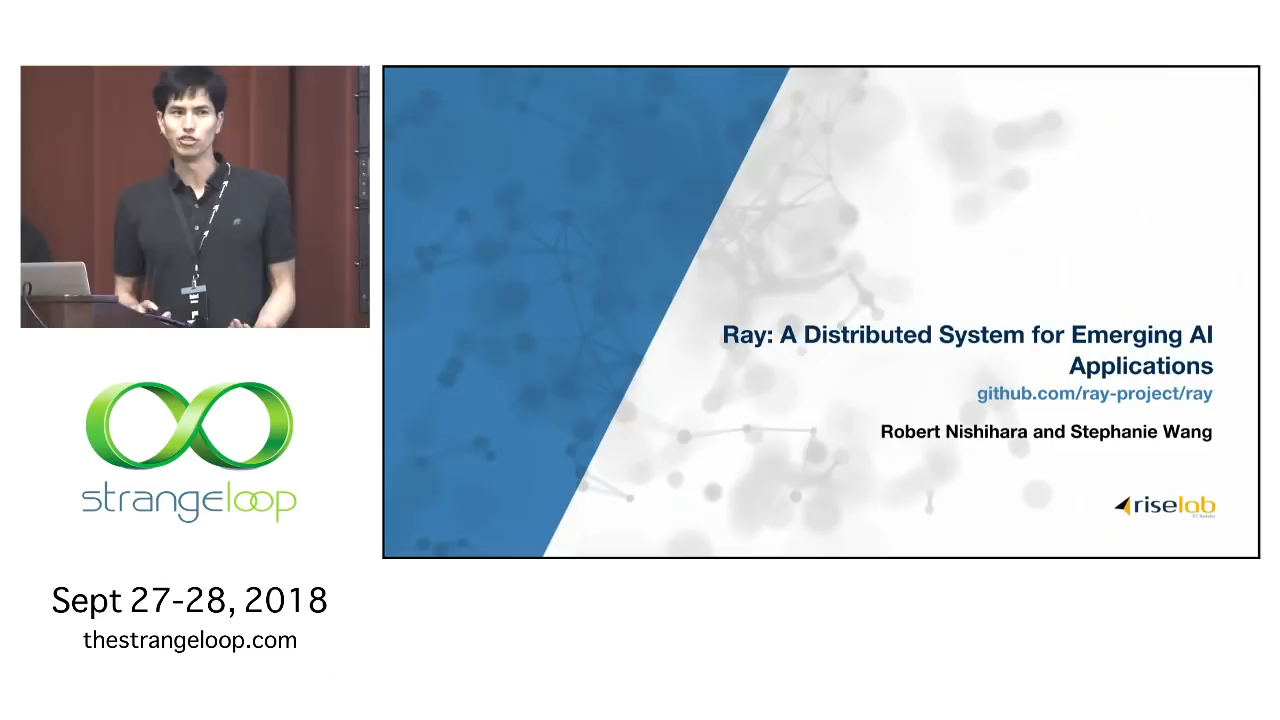 strangeloop
Sept 27-28, 2018
thestrangeloop.com
Ray: A Distributed System for Emerging AI
Applications
github.com/ray-project/ray
Robert Nishihara and Stephanie Wang
riselab